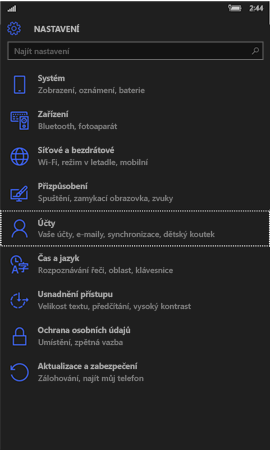 2:44
NASTAVENÍ
Najít nastavení
Systém
Zobrazení, oznámení, baterie
Zařízení
Bluetooth, fotoaparát
Síťové a bezdrátové
Wi-Fi, režim v letadle, mobilní
Přizpůsobení
Spuštění, zamykací obrazovka, zvuky
Účty
Vaše účty, e-maily, synchronizace, dětský koutek
Čas a jazyk
Rozpoznávání řeči, oblast, klávesnice
Usnadnění přístupu
Velikost textu, předčítání, vysoký kontrast
Ochrana osobních údajů
Umístění, zpětná vazba
Aktualizace a zabezpečení
Zálohování, najít můj telefon